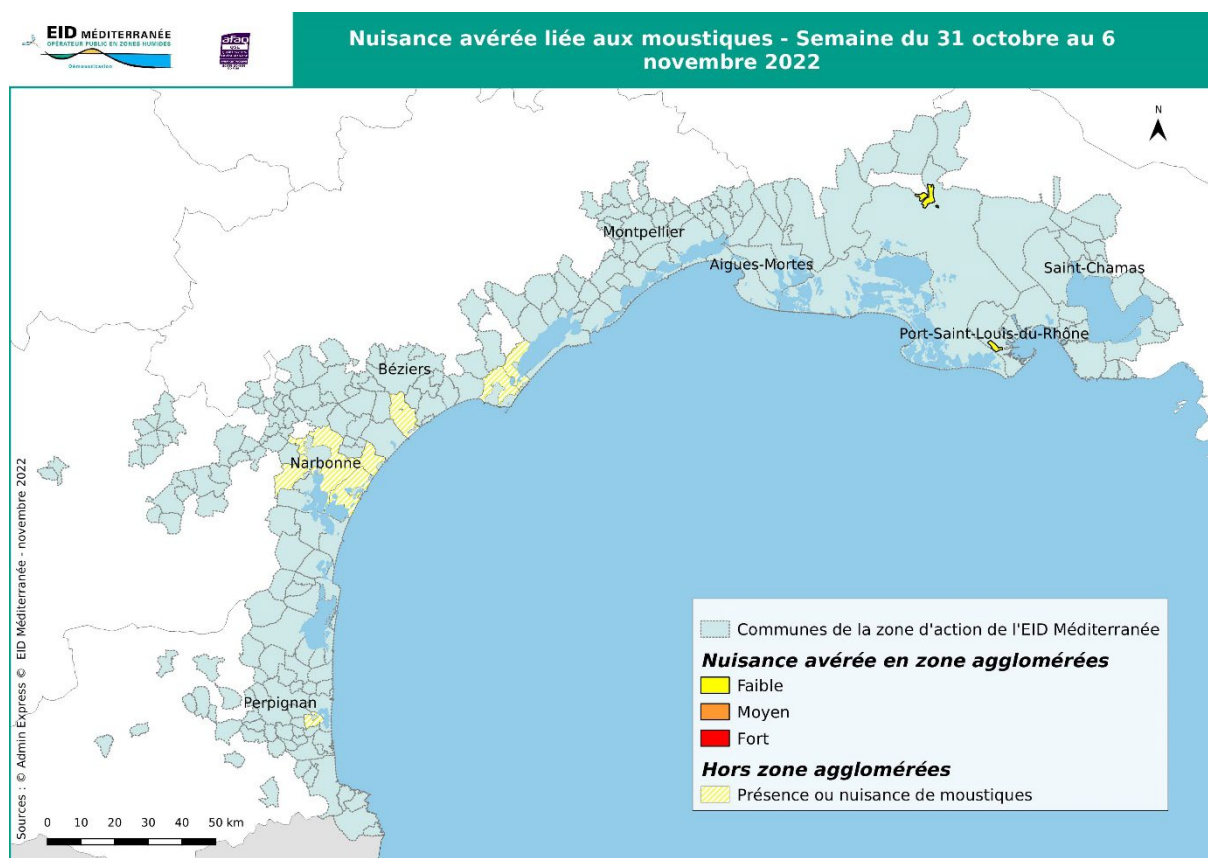 EID MÉDITERRANÉE
OPÉRATEUR PUBLIC EN ZONES HUMIDES
Démoustication
afaq
Nuisance avérée liée aux moustiques - Semaine du 31 octobre au 6
novembre 2022
N
Montpellier
Aigues-Mortes
Saint-Chamas
Port-Saint-Louis-du-Rhône
Béziers
Narbonne
Perpignan
Communes de la zone d'action de l'EID Méditerranée
Nuisance avérée en zone agglomérées
Faible
Moyen
Fort
Hors zone agglomérées
Présence ou nuisance de moustiques
0 10 20 30 40 50 km
Sources : © Admin Express © EID Méditerranée - novembre 2022